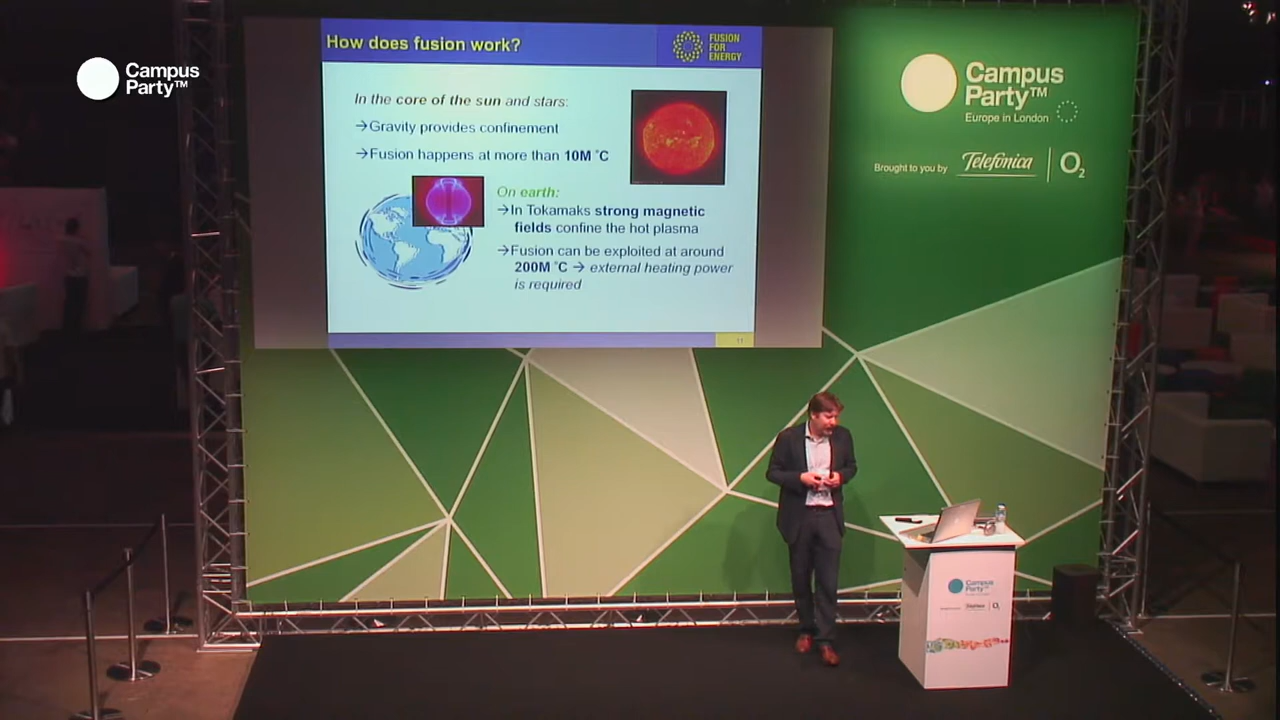 Campus
Party™
How does fusion work?
FUSION
FOR
ENERGY
In the core of the sun and stars:
→Gravity provides confinement
→Fusion happens at more than 10M °C
On earth:
→In Tokamaks strong magnetic
fields confine the hot plasma
→Fusion can be exploited at around
200M °C → external heating power
is required
11
Campus
Party™
Europe in London
Brought to you by Telefónica O2
Campus
Party™
O2